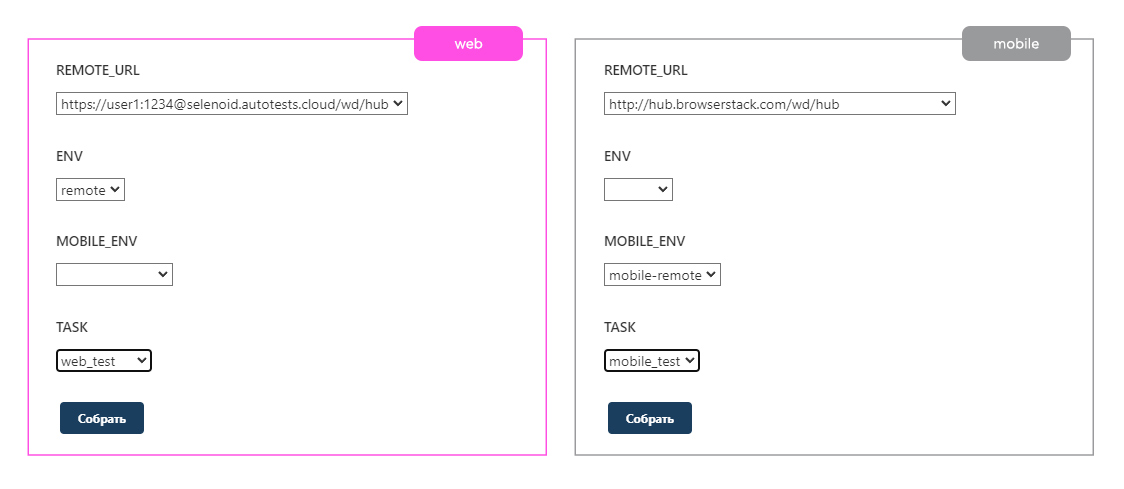 web
REMOTE_URL
https://user1:1234@selenoid.autotests.cloud/wd/hub
ENV
remote
MOBILE_ENV
TASK
web_test
Собрать
mobile
REMOTE_URL
http://hub.browserstack.com/wd/hub
ENV
MOBILE_ENV
mobile-remote
TASK
mobile_test
Собрать